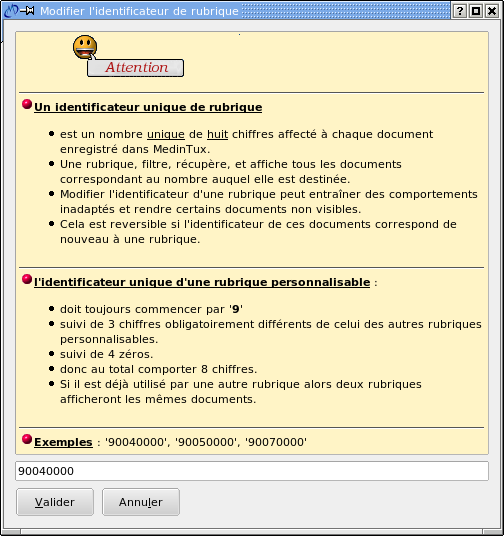 Modifier l'identificateur de rubrique
Attention
Un identificateur unique de rubrique
est un nombre unique de huit chiffres affecté à chaque document
enregistré dans MedinTux.
Une rubrique, filtre, récupère, et affiche tous les documents
correspondant au nombre auquel elle est destinée.
Modifier l'identificateur d'une rubrique peut entraîner des comportements
inadaptés et rendre certains documents non visibles.
Cela est reversible si l'identificateur de ces documents correspond de
nouveau à une rubrique.
l'identificateur unique d'une rubrique personnalisable :
doit toujours commencer par '9'
suivi de 3 chiffres obligatoirement différents de celui des autres rubriques
personnalisables.
suivi de 4 zéros.
donc au total comporter 8 chiffres.
Si il est déjà utilisé par une autre rubrique alors deux rubriques
afficheront les mêmes documents.
Exemples : '90040000', '90050000', '90070000'
90040000
Valider Annuler